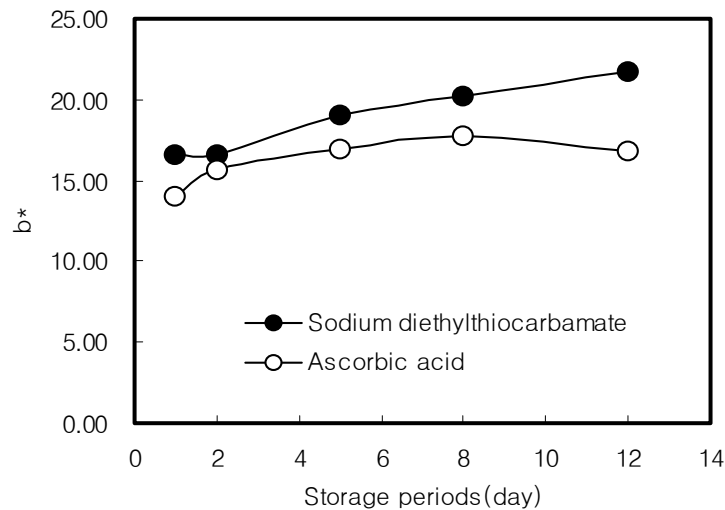 25.00
20.00
15.00
10.00
5.00
0.00
b*
Sodium diethylthiocarbamate
Ascorbic acid
0 2 4 6 8 10 12 14
Storage periods(day)